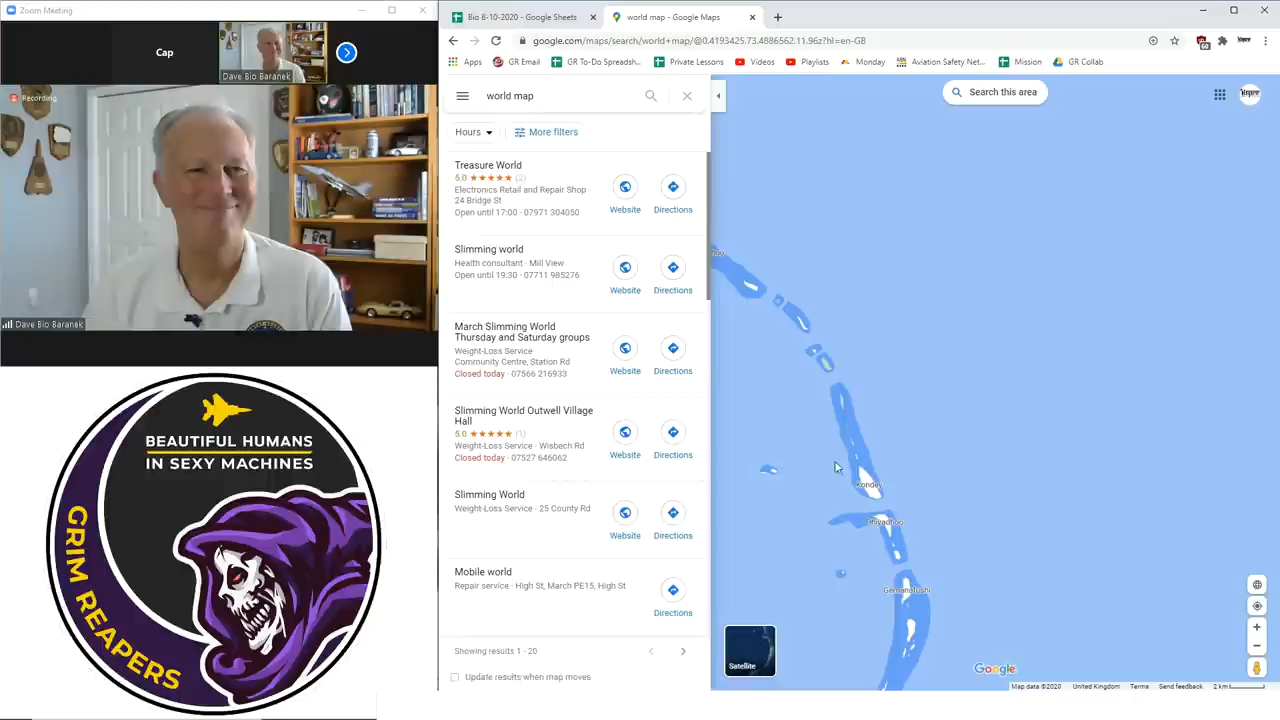 Zoom Meeting
Cap
Dave Bio Baranek
Recording
Dave Bio Baranek
BEAUTIFUL HUMANS
IN SEXY MACHINES
GRIM REAPERS
Bio 8-10-2020 - Google Sheets
world map - Google Maps
google.com/maps/search/world+map/@0.4193425,73.4886562,11.96z?hl=en-GB
Apps
GR Email
GR To-Do Spreadsh...
Private Lessons
Videos
Playlists
Monday
Aviation Safety Net...
Mission
GR Collab
world map
Search this area
Hours
More filters
Treasure World
5.0 ★★★★★ (2)
Electronics Retail and Repair Shop ·
24 Bridge St
Open until 17:00 · 07971 304050
Website
Directions
Slimming world
Health consultant · Mill View
Open until 19:30 · 07711 985276
Website
Directions
March Slimming World
Thursday and Saturday groups
Weight-Loss Service
Community Centre, Station Rd
Closed today · 07566 216933
Website
Directions
Slimming World Outwell Village
Hall
5.0 ★★★★★ (1)
Weight-Loss Service · Wisbech Rd
Closed today · 07527 646062
Website
Directions
Slimming World
Weight-Loss Service · 25 County Rd
Website
Directions
Mobile world
Repair service · High St, March PE15, High St
Directions
Showing results 1 - 20
Update results when map moves
Kondey
Dhiyadhoo
Gemanafushi
Satellite
Google
Map data ©2020
United Kingdom
Terms
Send feedback
2 km